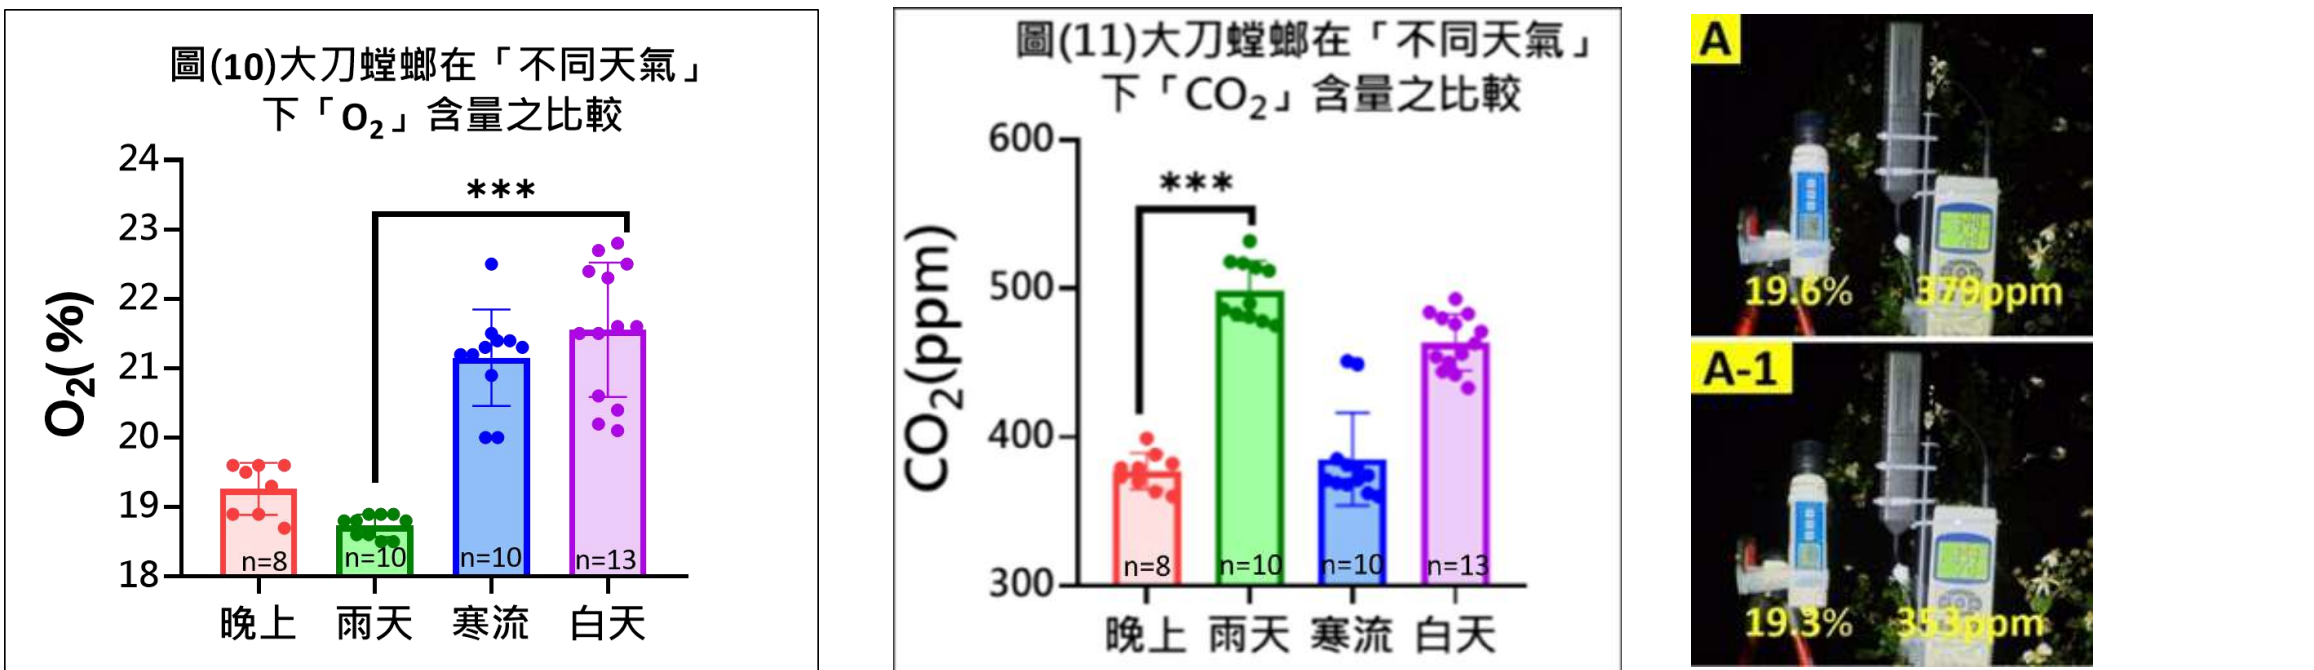 圖(10)大刀螳螂在「不同天氣」
下「O₂」含量之比較
O₂(%)
24
23
22
21
20
19
18
***
n=8
n=10
n=10
n=13
晚上
雨天
寒流
白天
圖(11)大刀螳螂在「不同天氣」
下「CO₂」含量之比較
CO₂(ppm)
600
500
400
300
***
n=8
n=10
n=10
n=13
晚上
雨天
寒流
白天
A
19.6% 379ppm
A-1
19.3% 353ppm